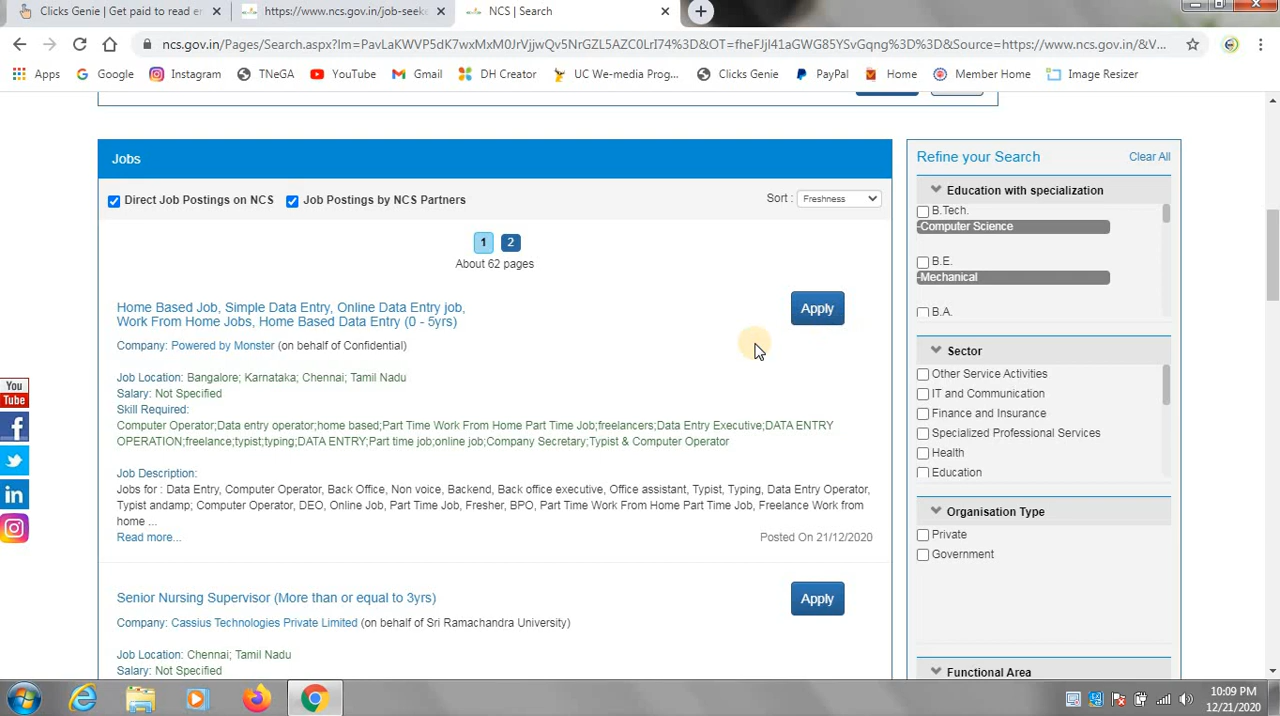 Clicks Genie | Get paid to read e
https://www.ncs.gov.in/job-seeke
NCS | Search
ncs.gov.in/Pages/Search.aspx?lm=PavLaKWVP5dK7wxMxM0JrVjjwQv5NrGZL5AZC0LrI74%3D&OT=fheFJjl41aGWG85YSvGqng%3D%3D&Source=https://www.ncs.gov.in/&V...
Apps
Google
Instagram
TNeGA
YouTube
Gmail
DH Creator
UC We-media Prog...
Clicks Genie
PayPal
Home
Member Home
Image Resizer
Jobs
Direct Job Postings on NCS
Job Postings by NCS Partners
Sort :
Freshness
1 2
About 62 pages
Home Based Job, Simple Data Entry, Online Data Entry job,
Work From Home Jobs, Home Based Data Entry (0 - 5yrs)
Apply
Company: Powered by Monster (on behalf of Confidential)
Job Location: Bangalore; Karnataka; Chennai; Tamil Nadu
Salary: Not Specified
Skill Required:
Computer Operator;Data entry operator;home based;Part Time Work From Home Part Time Job;freelancers;Data Entry Executive;DATA ENTRY
OPERATION;freelance;typist;typing;DATA ENTRY;Part time job;online job;Company Secretary;Typist & Computer Operator
Job Description:
Jobs for : Data Entry, Computer Operator, Back Office, Non voice, Backend, Back office executive, Office assistant, Typist, Typing, Data Entry Operator,
Typist andamp; Computer Operator, DEO, Online Job, Part Time Job, Fresher, BPO, Part Time Work From Home Part Time Job, Freelance Work from
home ...
Read more...
Posted On 21/12/2020
Senior Nursing Supervisor (More than or equal to 3yrs)
Apply
Company: Cassius Technologies Private Limited (on behalf of Sri Ramachandra University)
Job Location: Chennai; Tamil Nadu
Salary: Not Specified
Refine your Search
Clear All
Education with specialization
B.Tech.
-Computer Science
B.E.
-Mechanical
B.A.
Sector
Other Service Activities
IT and Communication
Finance and Insurance
Specialized Professional Services
Health
Education
Organisation Type
Private
Government
Functional Area
You
Tube
10:09 PM
12/21/2020